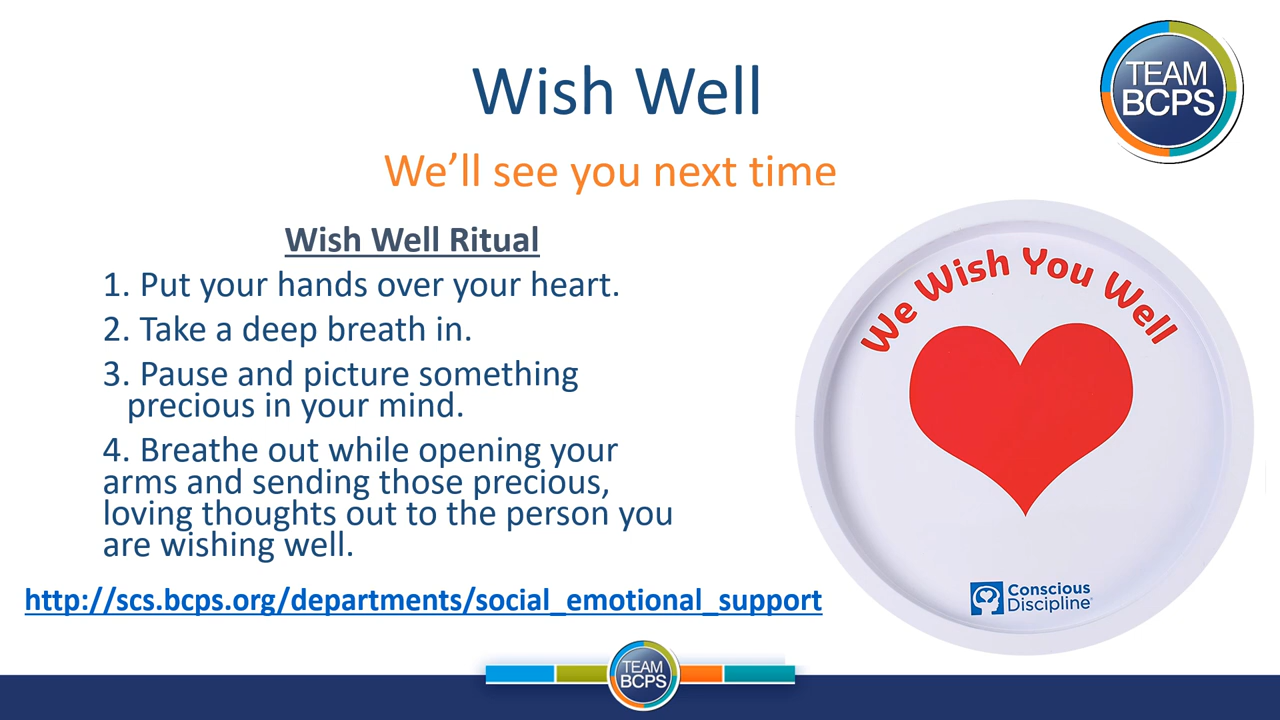 Wish Well
TEAM
BCPS
We'll see you next time
Wish Well Ritual
1. Put your hands over your heart.
2. Take a deep breath in.
3. Pause and picture something
precious in your mind.
4. Breathe out while opening your
arms and sending those precious,
loving thoughts out to the person you
are wishing well.
We Wish You Well
Conscious
Discipline
http://scs.bcps.org/departments/social_emotional_support
TEAM
BCPS